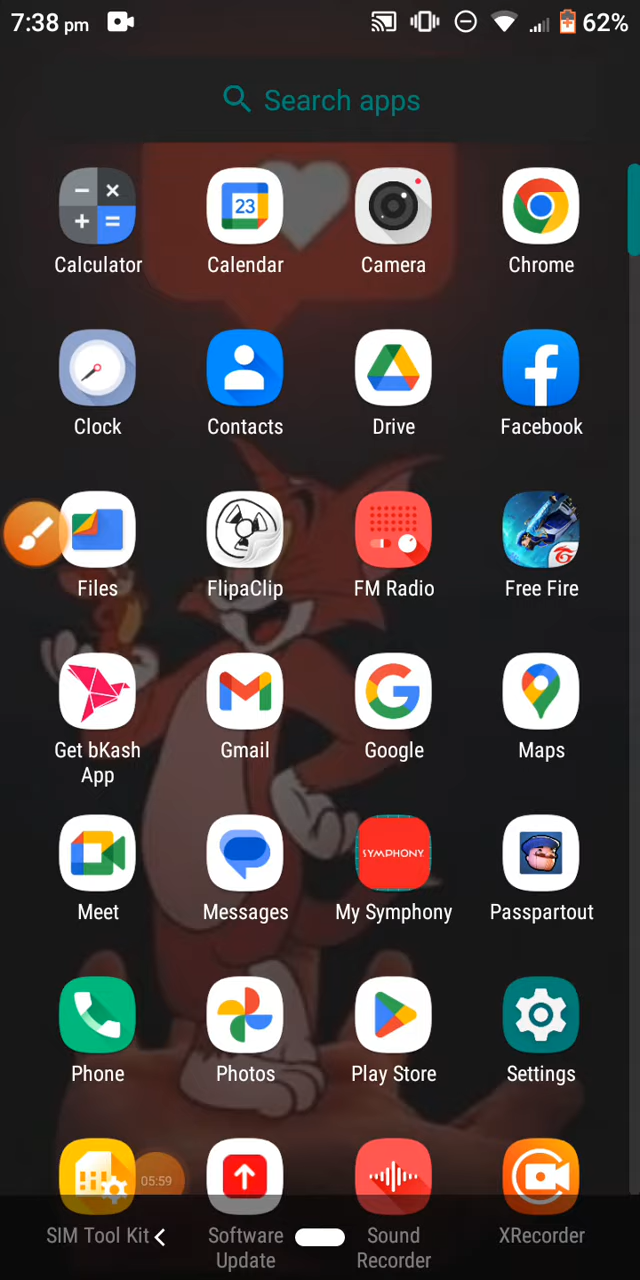 7:38 pm 62%
Search apps
23
Calculator Calendar Camera Chrome
Clock Contacts Drive Facebook
Files FlipaClip FM Radio Free Fire
Get bKash Gmail Google Maps
App
SYMPHONY
Meet Messages My Symphony Passpartout
Phone Photos Play Store Settings
05:59
SIM Tool Kit Software Sound XRecorder
Update Recorder